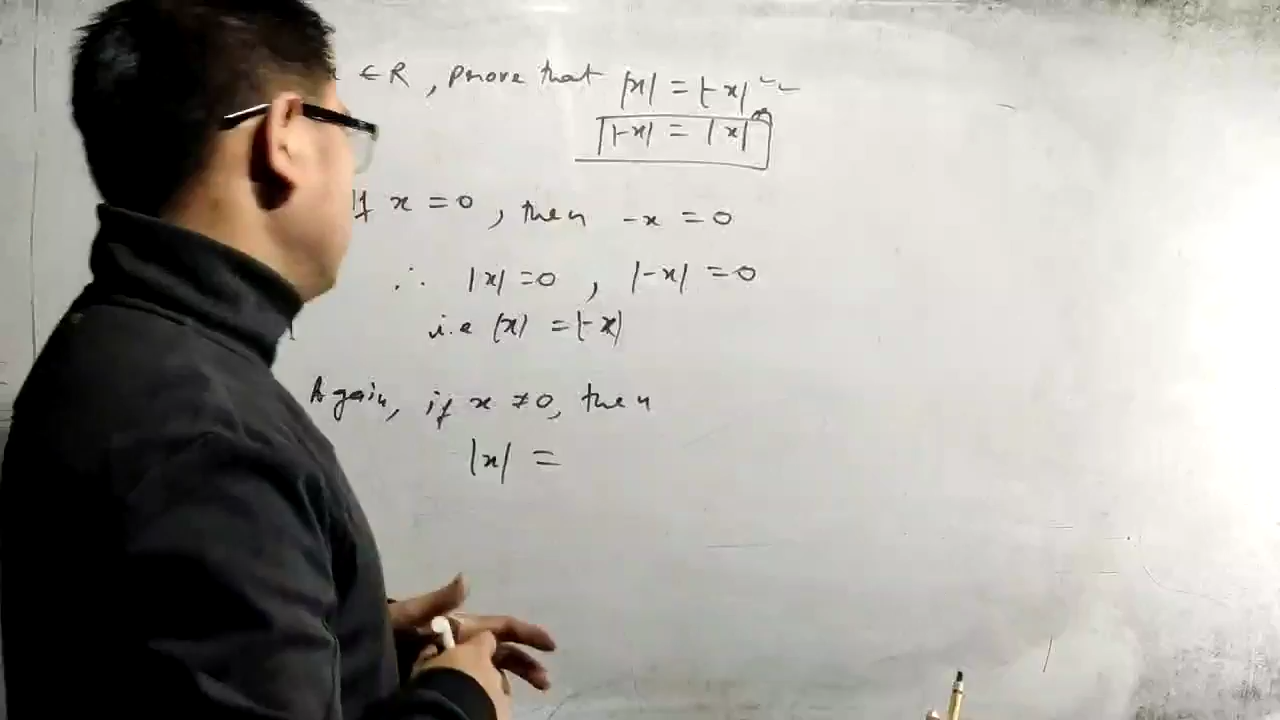 ∈ R, prove that |x| = |-x|
|-x| = |x|
If x = 0, then -x = 0
∴ |x| = 0, |-x| = 0
i.e |x| = |-x|
Again, if x ≠ 0, then
|x| =